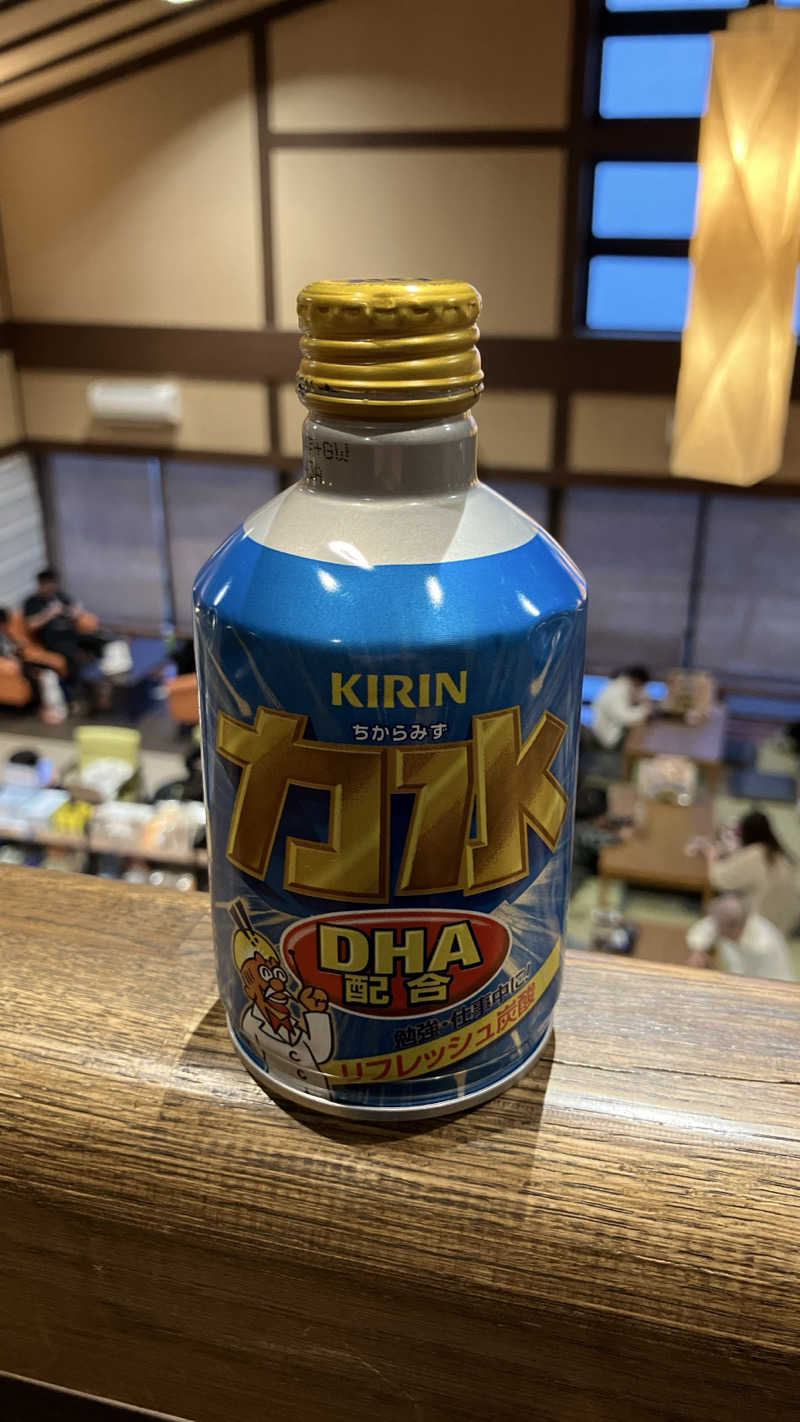 KIRIN
ちからみず
力水
DHA
配合
勉強・仕事中に!
リフレッシュ炭酸